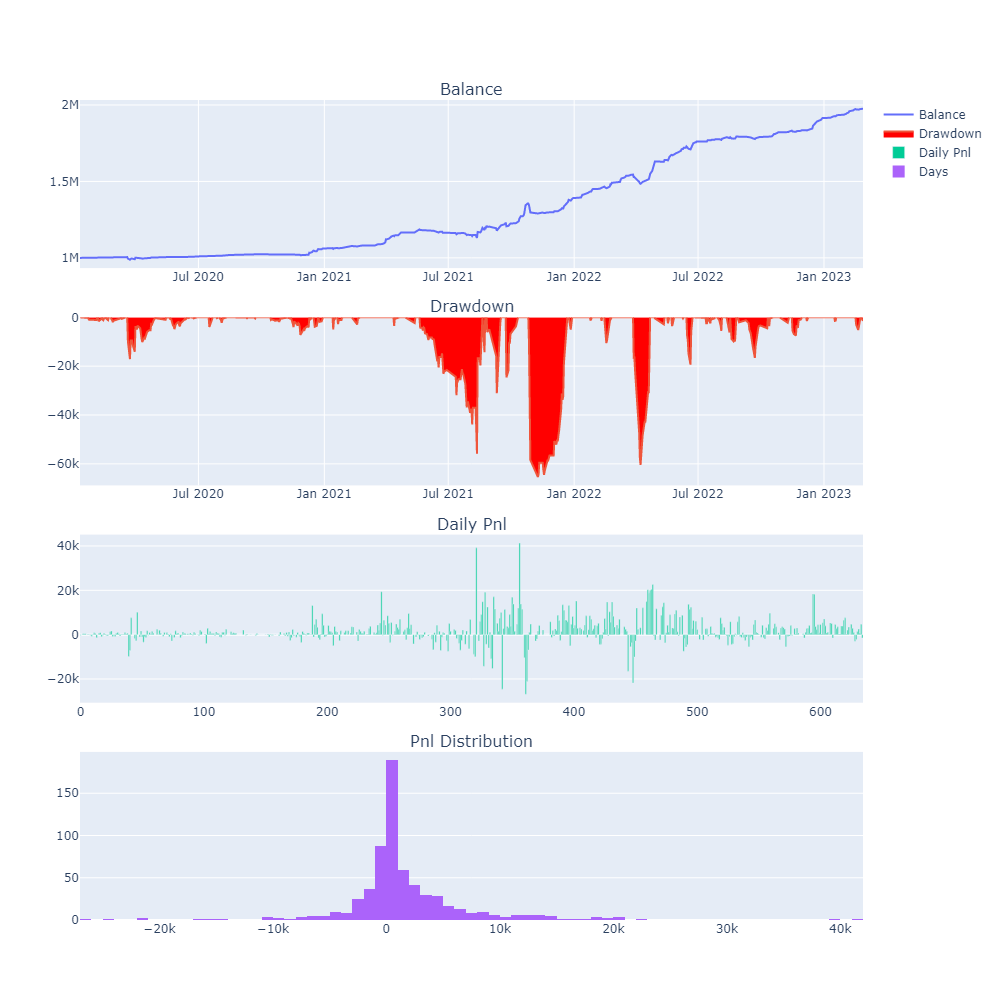 Balance
2M
1.5M
1M
Jul 2020 Jan 2021 Jul 2021 Jan 2022 Jul 2022 Jan 2023
Balance
Drawdown
Daily Pnl
Days
Drawdown
0
−20k
−40k
−60k
Jul 2020 Jan 2021 Jul 2021 Jan 2022 Jul 2022 Jan 2023
Daily Pnl
40k
20k
0
−20k
0 100 200 300 400 500 600
Pnl Distribution
150
100
50
0
−20k −10k 0 10k 20k 30k 40k